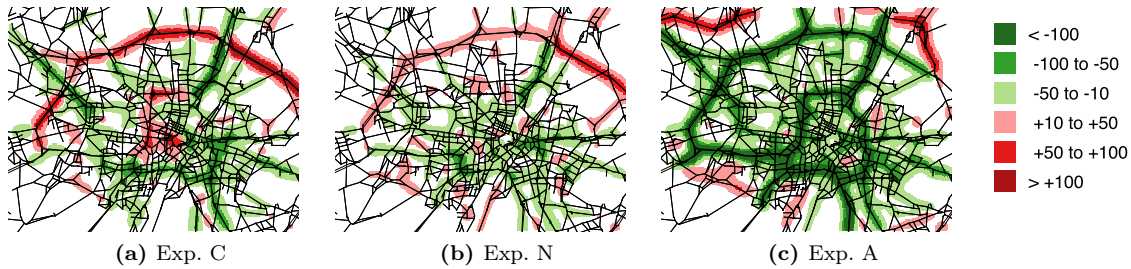 < -100
-100 to -50
-50 to -10
+10 to +50
+50 to +100
> +100
(a) Exp. C
(b) Exp. N
(c) Exp. A